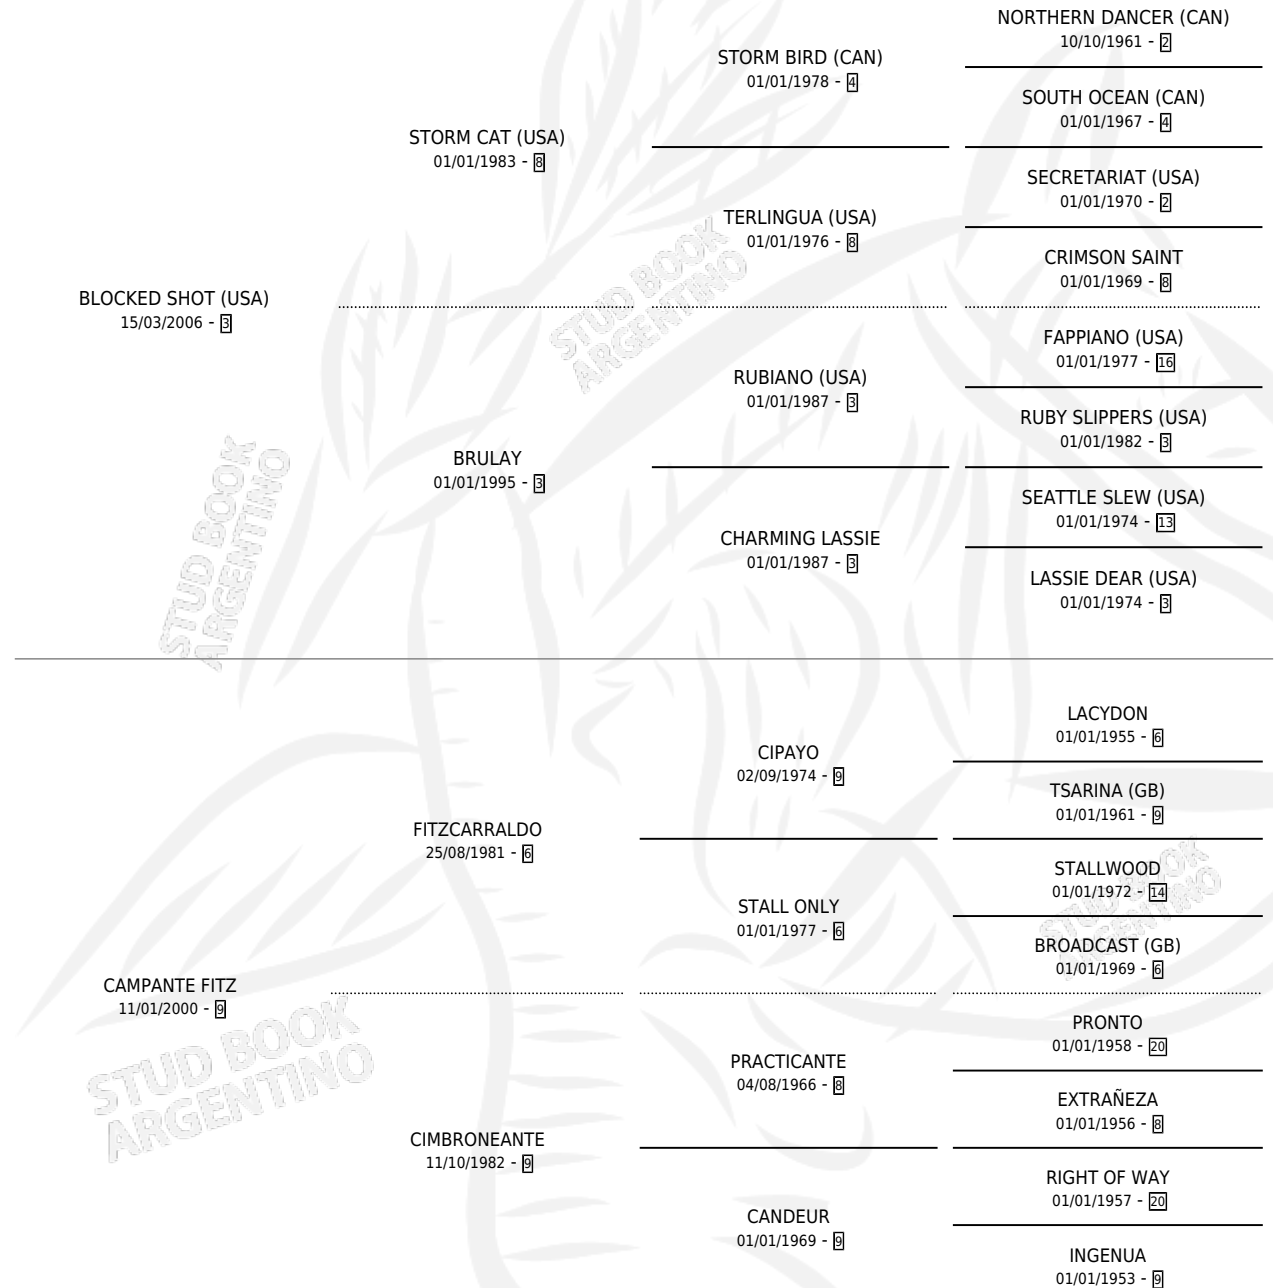 NORTHERN DANCER (CAN)
10/10/1961 - 2
STORM BIRD (CAN)
01/01/1978 - 4
SOUTH OCEAN (CAN)
01/01/1967 - 4
STORM CAT (USA)
01/01/1983 - 8
SECRETARIAT (USA)
01/01/1970 - 2
TERLINGUA (USA)
01/01/1976 - 8
CRIMSON SAINT
01/01/1969 - 8
BLOCKED SHOT (USA)
15/03/2006 - 3
FAPPIANO (USA)
01/01/1977 - 16
RUBIANO (USA)
01/01/1987 - 3
RUBY SLIPPERS (USA)
01/01/1982 - 3
BRULAY
01/01/1995 - 3
SEATTLE SLEW (USA)
01/01/1974 - 13
CHARMING LASSIE
01/01/1987 - 3
LASSIE DEAR (USA)
01/01/1974 - 3
STUD BOOK
ARGENTINO
STUD BOOK
ARGENTINO
LACYDON
01/01/1955 - 6
CIPAYO
02/09/1974 - 9
TSARINA (GB)
01/01/1961 - 9
FITZCARRALDO
25/08/1981 - 6
STALLWOOD
01/01/1972 - 14
STALL ONLY
01/01/1977 - 6
BROADCAST (GB)
01/01/1969 - 6
CAMPANTE FITZ
11/01/2000 - 9
PRONTO
01/01/1958 - 20
PRACTICANTE
04/08/1966 - 8
EXTRAÑEZA
01/01/1956 - 8
CIMBRONEANTE
11/10/1982 - 9
RIGHT OF WAY
01/01/1957 - 20
CANDEUR
01/01/1969 - 9
INGENUA
01/01/1953 - 9
STUD BOOK
ARGENTINO
STUD BOOK
ARGENTINO